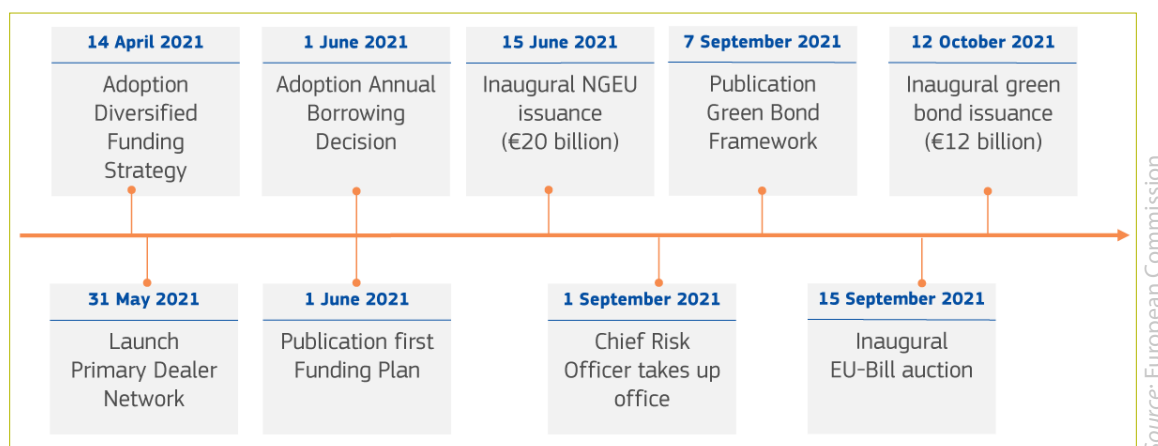 14 April 2021
Adoption
Diversified
Funding
Strategy
1 June 2021
Adoption Annual
Borrowing
Decision
15 June 2021
Inaugural NGEU
issuance
(€20 billion)
7 September 2021
Publication
Green Bond
Framework
12 October 2021
Inaugural green
bond issuance
(€12 billion)
31 May 2021
Launch
Primary Dealer
Network
1 June 2021
Publication first
Funding Plan
1 September 2021
Chief Risk
Officer takes up
office
15 September 2021
Inaugural
EU-Bill auction
Source: European Commission